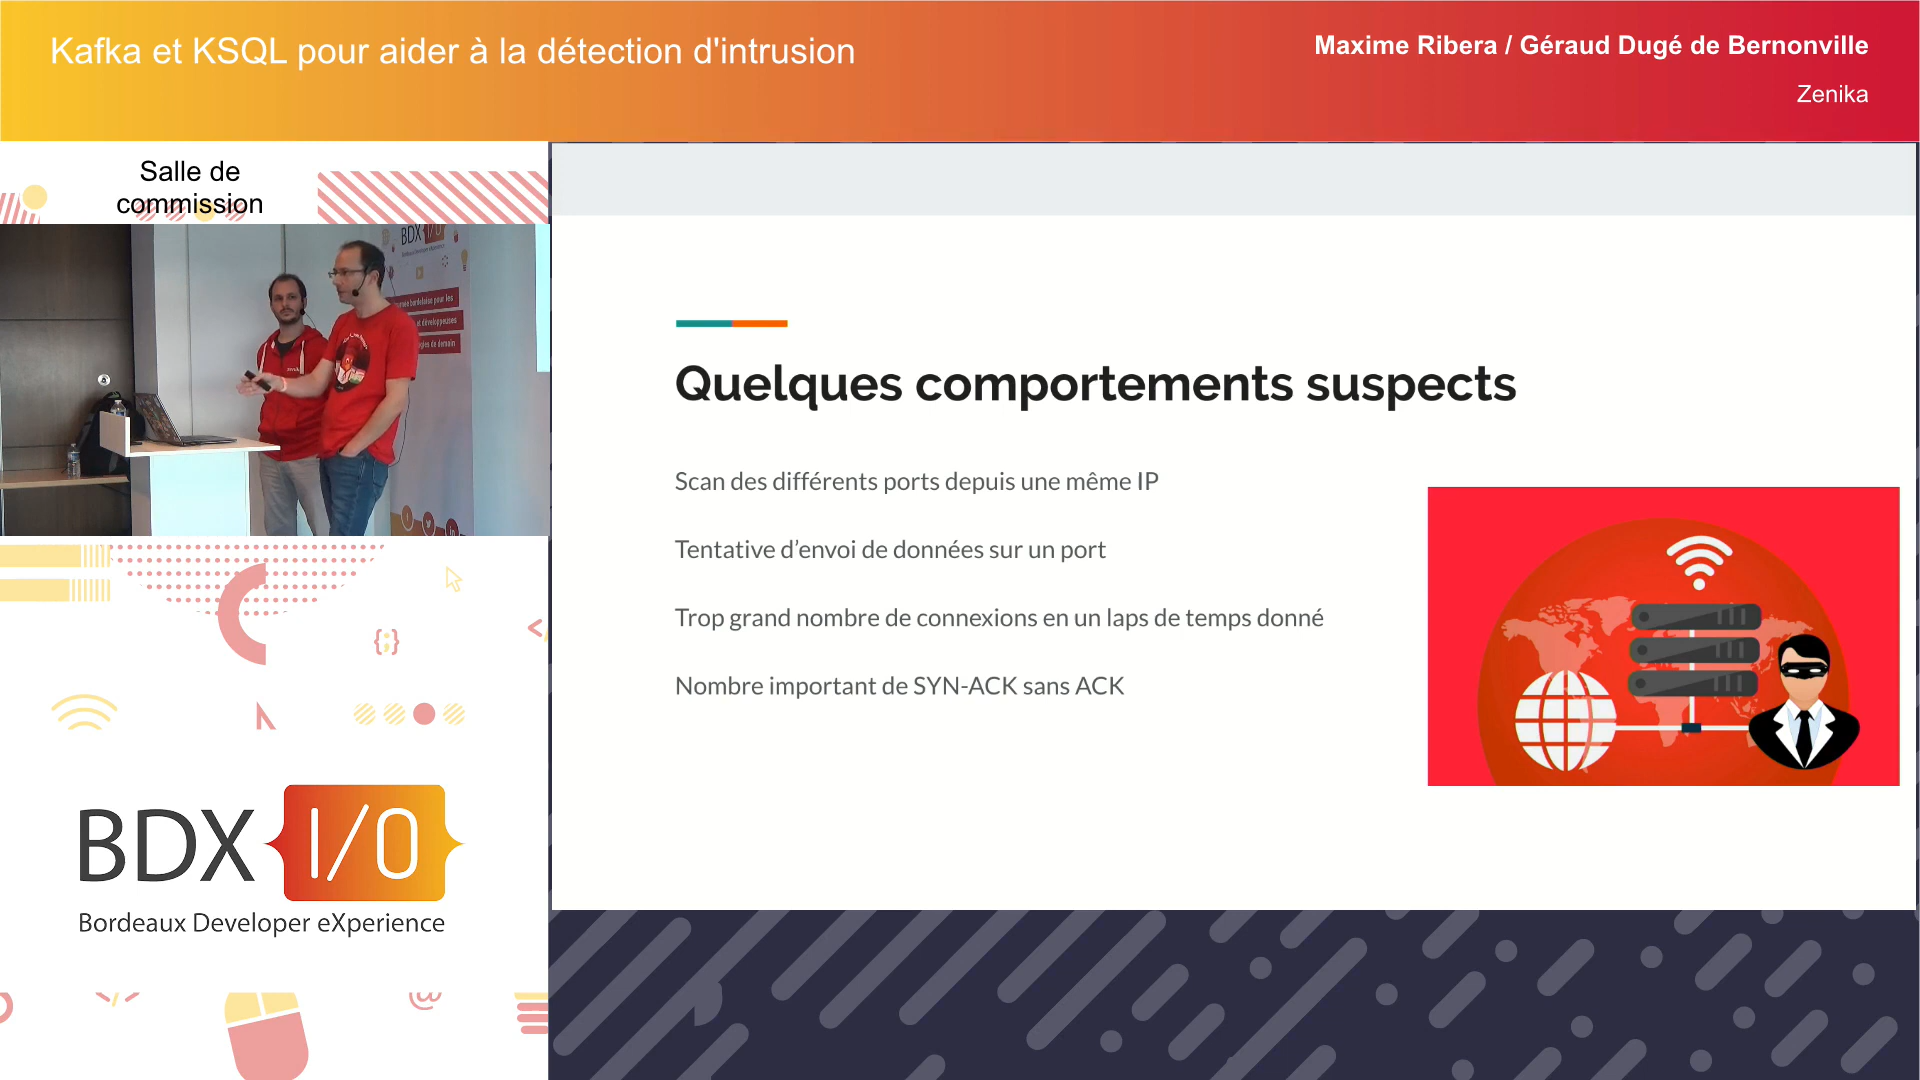 Kafka et KSQL pour aider à la détection d'intrusion
Maxime Ribera / Géraud Dugé de Bernonville
Zenika
Salle de
commission
BDX I/O
Quelques comportements suspects
Scan des différents ports depuis une même IP
Tentative d’envoi de données sur un port
Trop grand nombre de connexions en un laps de temps donné
Nombre important de SYN-ACK sans ACK
{;}
BDX I/O
Bordeaux Developer eXperience